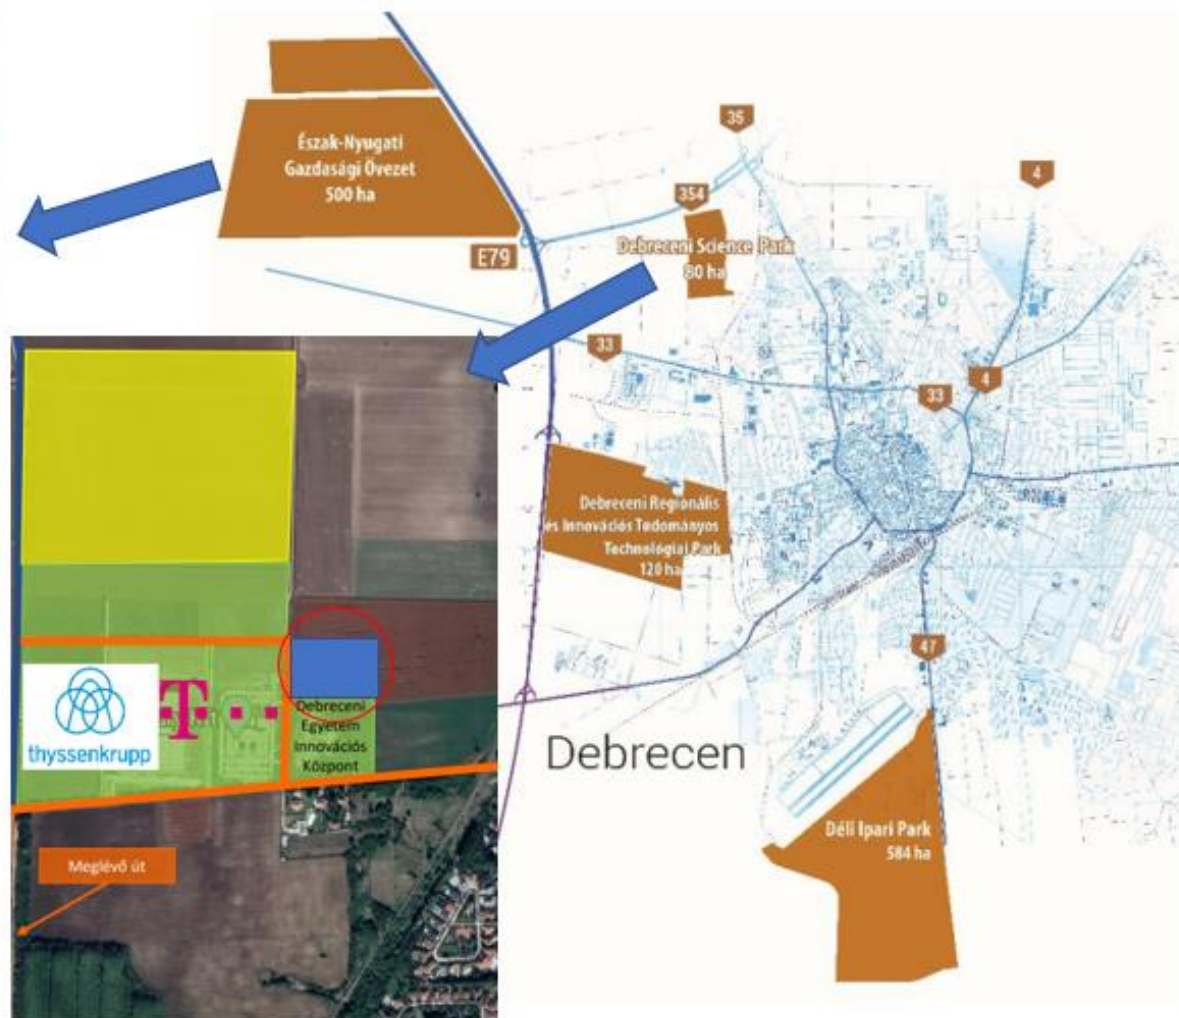 35
Észak-Nyugati
Gazdasági Övezet
500 ha
4
354
Debreceni Science Park
80 ha
E79
33
4
33
Debreceni Regionális
és Innovációs Tudományos
Technológiai Park
120 ha
47
thyssenkrupp
T
Debreceni
Egyetem
Innovációs
Központ
Debrecen
Déli Ipari Park
584 ha
Meglévő út